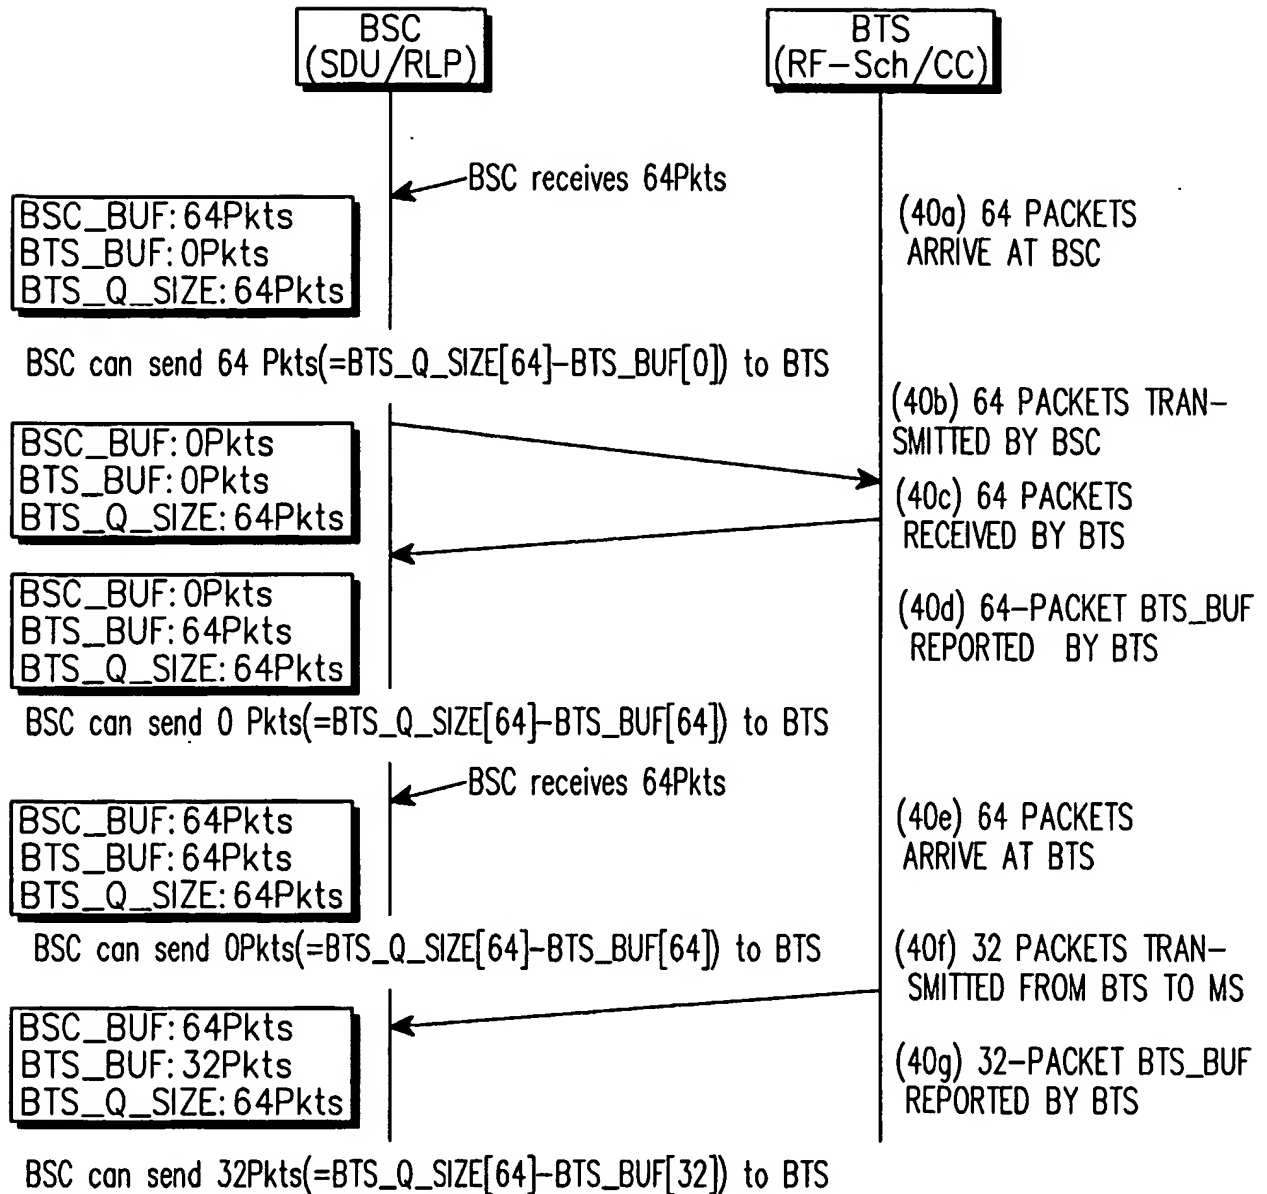 BSC
(SDU/RLP)
BTS
(RF-Sch/CC)
BSC receives 64Pkts
BSC_BUF:64Pkts
BTS_BUF:0Pkts
BTS_Q_SIZE:64Pkts
(40a) 64 PACKETS
ARRIVE AT BSC
BSC can send 64 Pkts(=BTS_Q_SIZE[64]-BTS_BUF[0]) to BTS
(40b) 64 PACKETS TRAN-
SMITTED BY BSC
BSC_BUF:0Pkts
BTS_BUF:0Pkts
BTS_Q_SIZE:64Pkts
(40c) 64 PACKETS
RECEIVED BY BTS
BSC_BUF:0Pkts
BTS_BUF:64Pkts
BTS_Q_SIZE:64Pkts
(40d) 64-PACKET BTS_BUF
REPORTED BY BTS
BSC can send 0 Pkts(=BTS_Q_SIZE[64]-BTS_BUF[64]) to BTS
BSC receives 64Pkts
BSC_BUF:64Pkts
BTS_BUF:64Pkts
BTS_Q_SIZE:64Pkts
(40e) 64 PACKETS
ARRIVE AT BTS
BSC can send 0Pkts(=BTS_Q_SIZE[64]-BTS_BUF[64]) to BTS
(40f) 32 PACKETS TRAN-
SMITTED FROM BTS TO MS
BSC_BUF:64Pkts
BTS_BUF:32Pkts
BTS_Q_SIZE:64Pkts
(40g) 32-PACKET BTS_BUF
REPORTED BY BTS
BSC can send 32Pkts(=BTS_Q_SIZE[64]-BTS_BUF[32]) to BTS